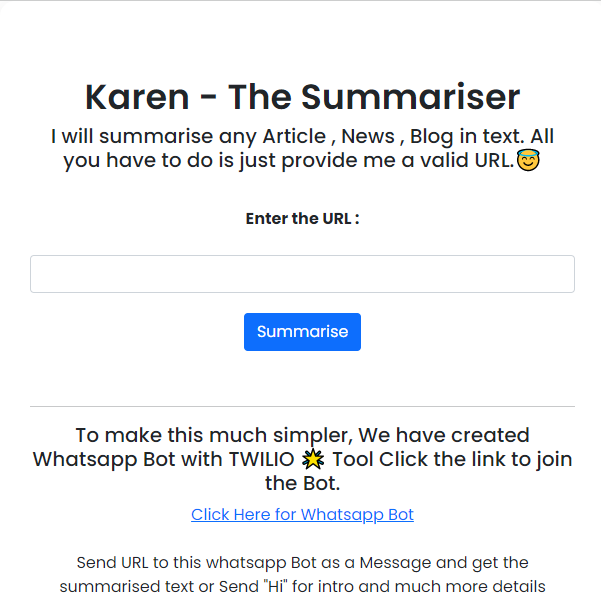 Karen - The Summariser
I will summarise any Article , News , Blog in text. All
you have to do is just provide me a valid URL.😇
Enter the URL :
Summarise
To make this much simpler, We have created
Whatsapp Bot with TWILIO 🌟 Tool Click the link to join
the Bot.
Click Here for Whatsapp Bot
Send URL to this whatsapp Bot as a Message and get the
summarised text or Send "Hi" for intro and much more details